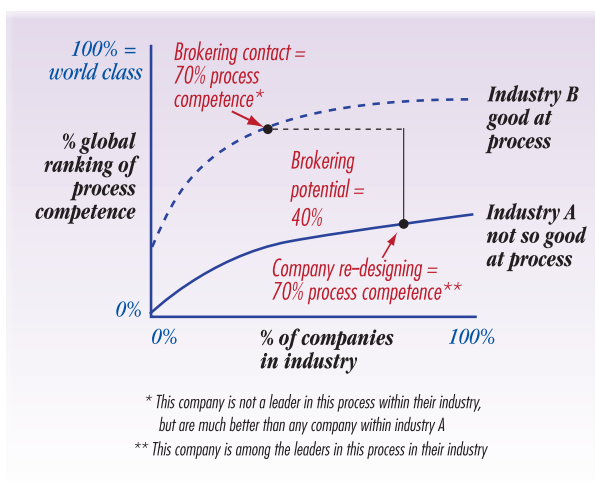 100% =
world class
Brokering contact =
70% process
competence*
Industry B
good at
process
% global
ranking of
process
competence
Brokering
potential =
40%
Industry A
not so good
at process
Company re-designing =
70% process competence**
0%
0%
% of companies
in industry
100%
* This company is not a leader in this process within their industry,
but are much better than any company within industry A
** This company is among the leaders in this process in their industry